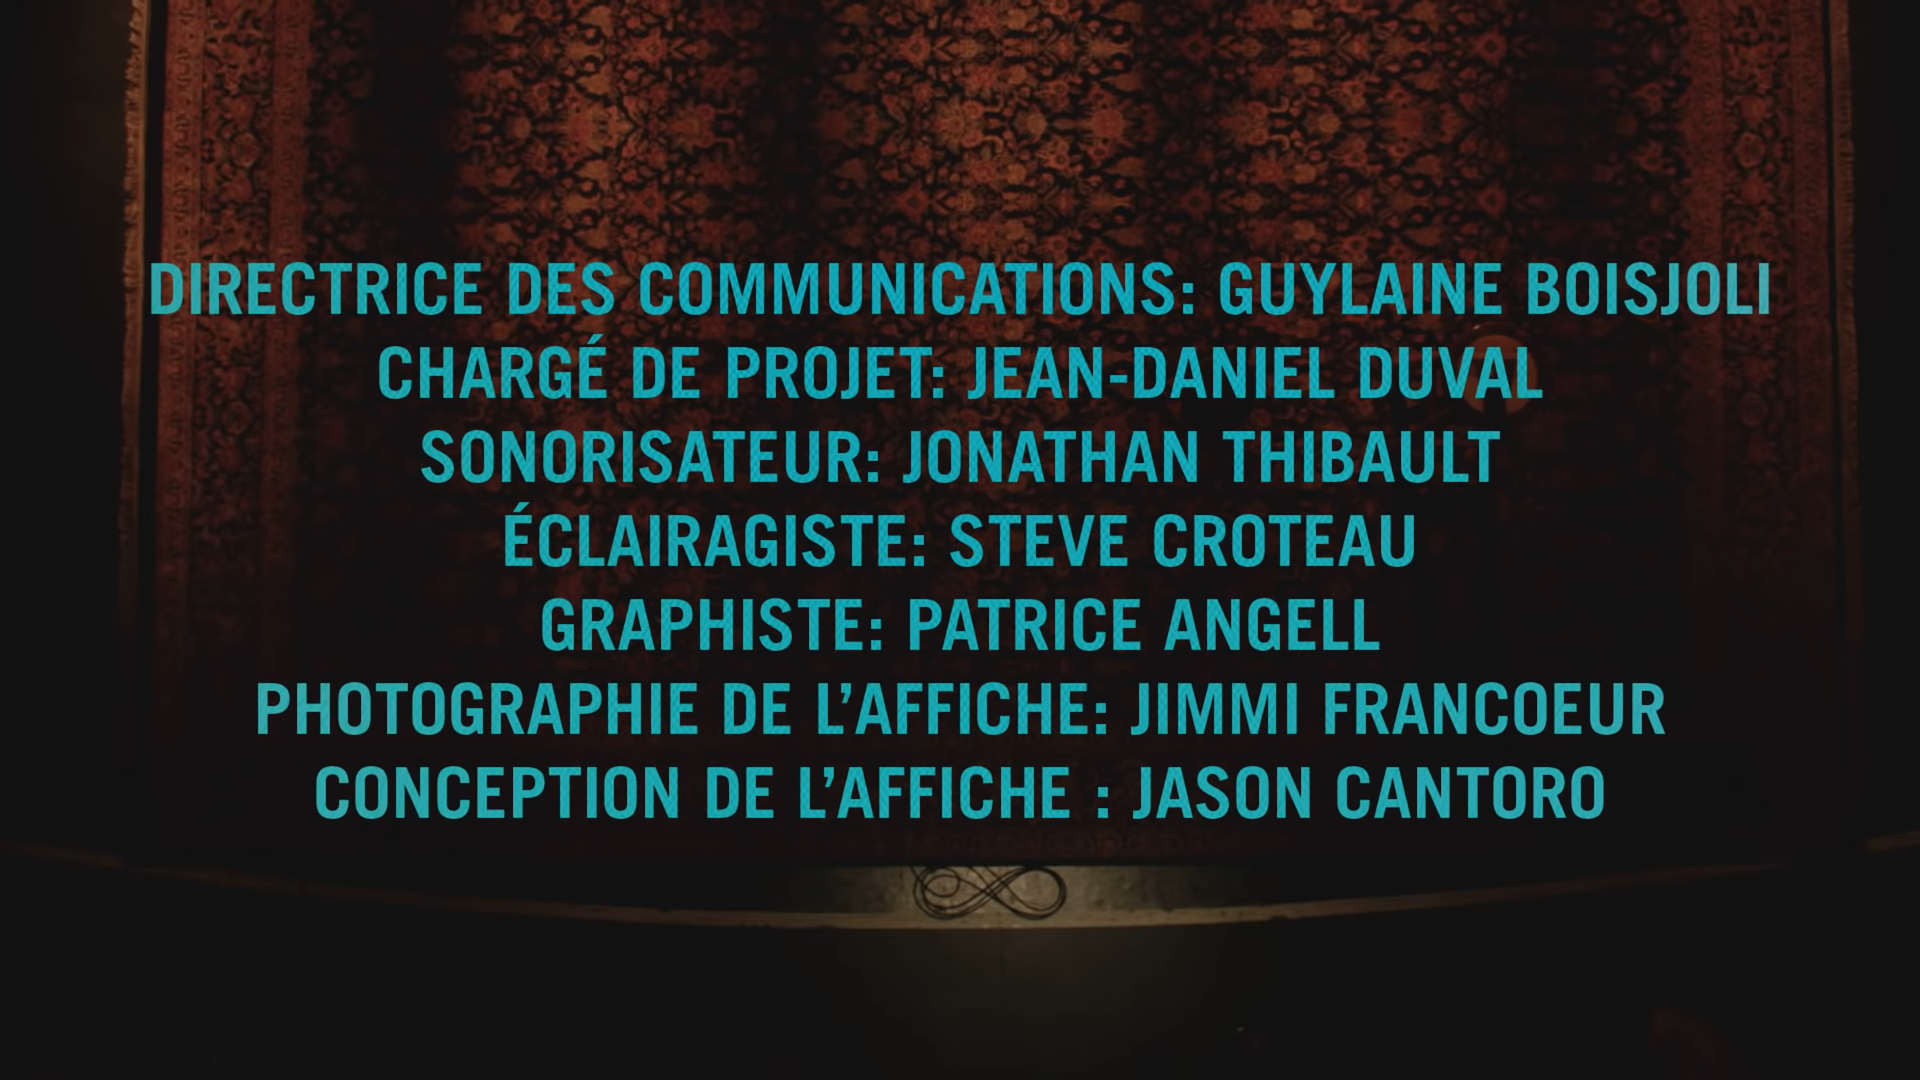 DIRECTRICE DES COMMUNICATIONS: GUYLAINE BOISJOLI
CHARGÉ DE PROJET: JEAN-DANIEL DUVAL
SONORISATEUR: JONATHAN THIBAULT
ÉCLAIRAGISTE: STEVE CROTEAU
GRAPHISTE: PATRICE ANGELL
PHOTOGRAPHIE DE L’AFFICHE: JIMMI FRANCOEUR
CONCEPTION DE L’AFFICHE : JASON CANTORO